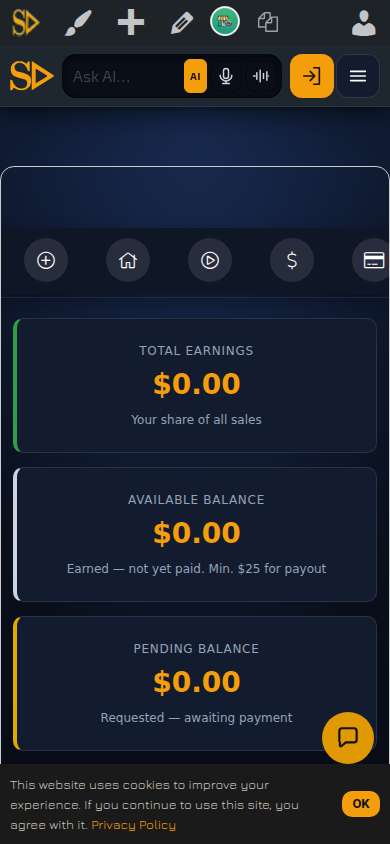 SD
SD
Ask AI...
AI
TOTAL EARNINGS
$0.00
Your share of all sales
AVAILABLE BALANCE
$0.00
Earned — not yet paid. Min. $25 for payout
PENDING BALANCE
$0.00
Requested — awaiting payment
This website uses cookies to improve your
experience. If you continue to use this site, you
agree with it. Privacy Policy
OK